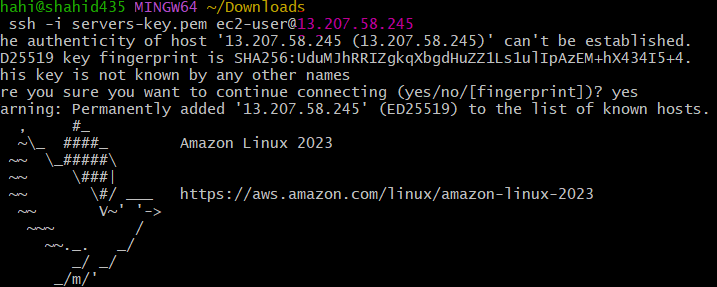 hahi@shahid435 MINGW64 ~/Downloads
ssh -i servers-key.pem ec2-user@13.207.58.245
he authenticity of host '13.207.58.245 (13.207.58.245)' can't be established.
D25519 key fingerprint is SHA256:UduMJhRRIZgkqXbgdHuZZ1Ls1ulIpAzEM+hX434I5+4.
his key is not known by any other names
re you sure you want to continue connecting (yes/no/[fingerprint])? yes
arning: Permanently added '13.207.58.245' (ED25519) to the list of known hosts.
   ,     #_
  ~\_  ####_        Amazon Linux 2023
 ~~  \_#####\
 ~~     \###|
 ~~       \#/ ___   https://aws.amazon.com/linux/amazon-linux-2023
  ~~       V~' '->
   ~~~         /
     ~~._.   _/
        _/ _/
      _/m/'